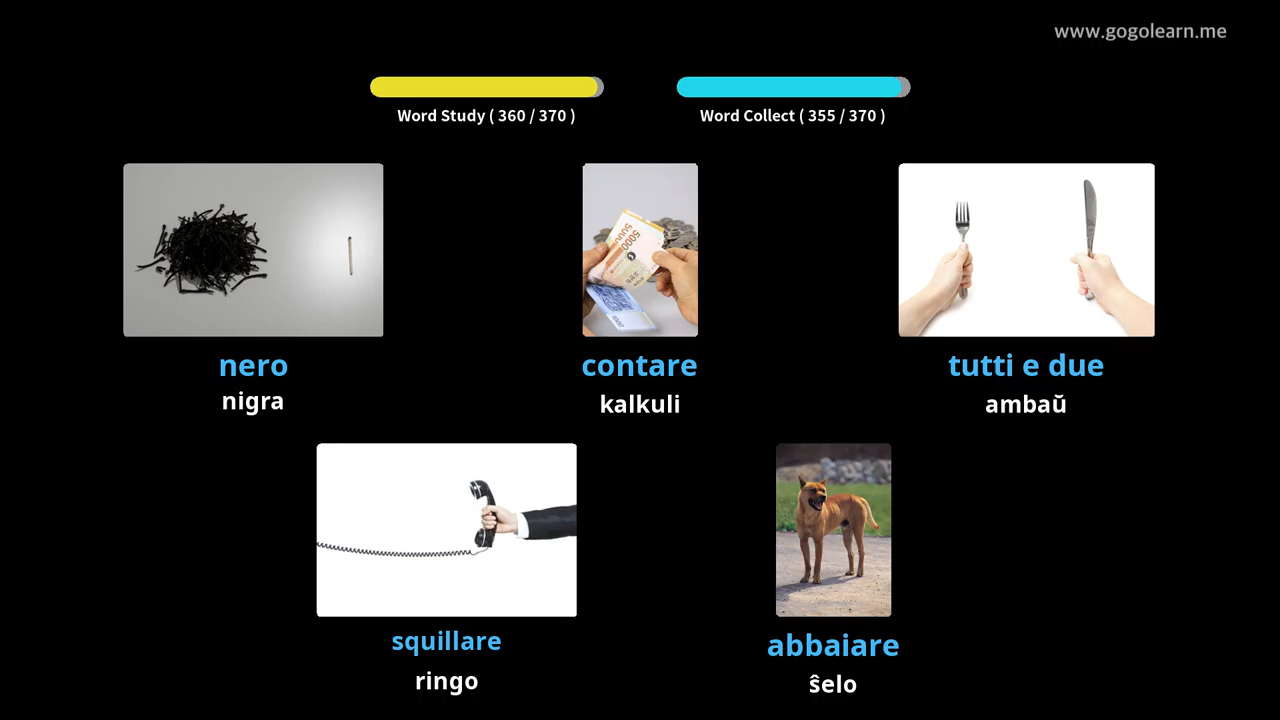 www.gogolearn.me
Word Study ( 360 / 370 )
Word Collect ( 355 / 370 )
nero
nigra
contare
kalkuli
tutti e due
ambaŭ
squillare
ringo
abbaiare
ŝelo